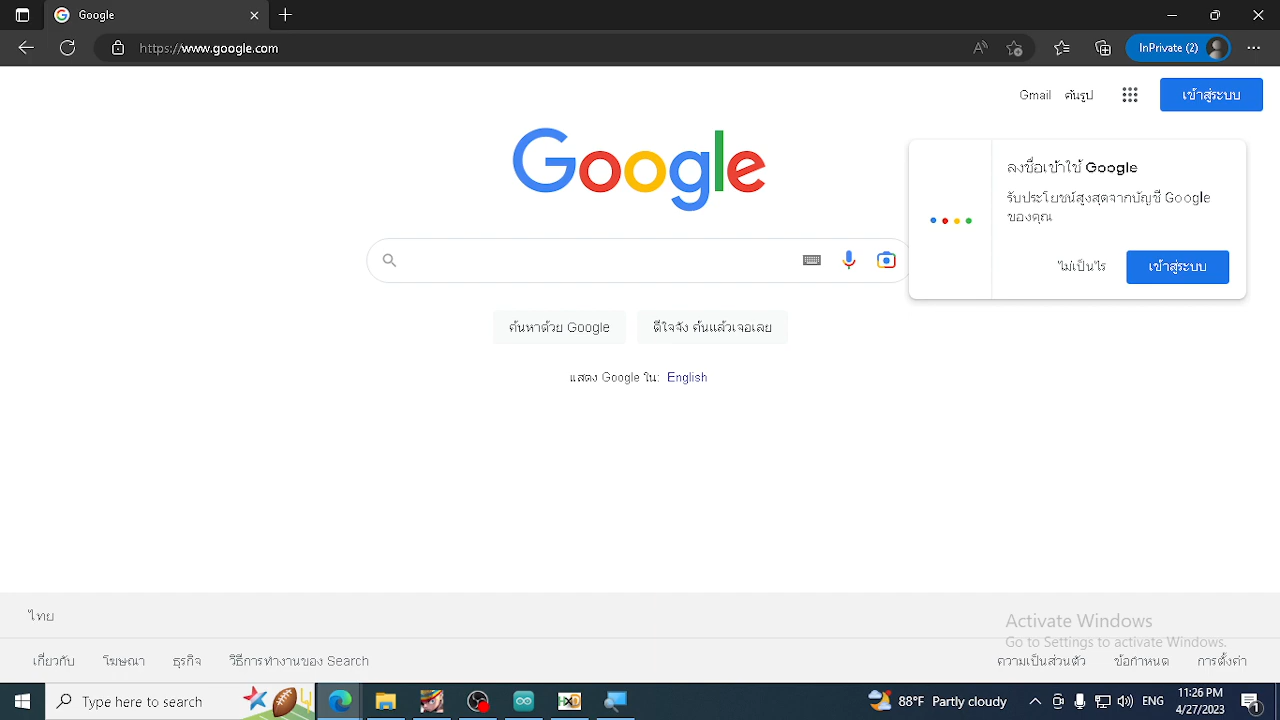 Google
https://www.google.com
InPrivate (2)
Gmail ค้นรูป
เข้าสู่ระบบ
Google
ลงชื่อเข้าใช้ Google
รับประโยชน์สูงสุดจากบัญชี Google
ของคุณ
ไม่เป็นไร
เข้าสู่ระบบ
ค้นหาด้วย Google
ดีใจจัง ค้นแล้วเจอเลย
แสดง Google ใน: English
ไทย
Activate Windows
Go to Settings to activate Windows.
เกี่ยวกับ โฆษณา ธุรกิจ วิธีการทำงานของ Search
ความเป็นส่วนตัว ข้อกำหนด การตั้งค่า
Type here to search
88°F Partly cloudy
ENG
11:26 PM
4/27/2023
1